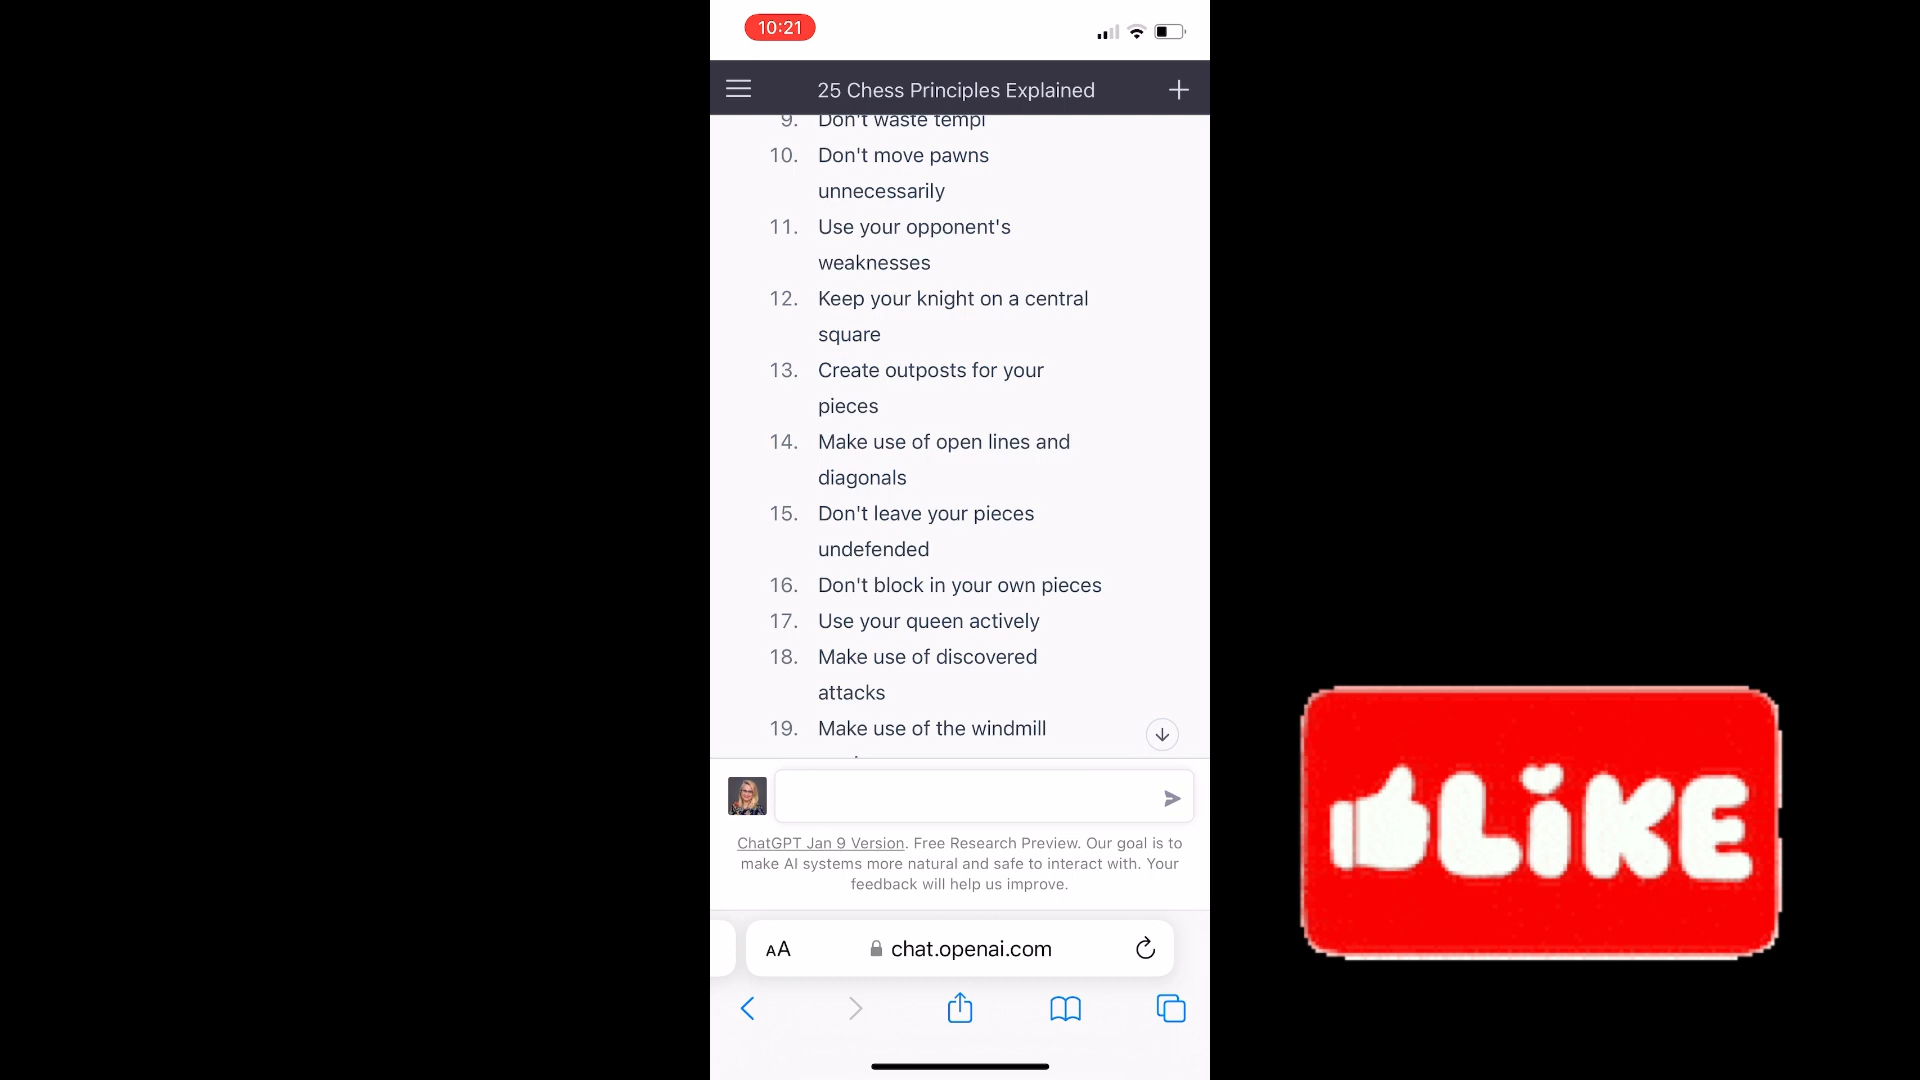 10:21
25 Chess Principles Explained
9. Don't waste tempi
10. Don't move pawns
unnecessarily
11. Use your opponent's
weaknesses
12. Keep your knight on a central
square
13. Create outposts for your
pieces
14. Make use of open lines and
diagonals
15. Don't leave your pieces
undefended
16. Don't block in your own pieces
17. Use your queen actively
18. Make use of discovered
attacks
19. Make use of the windmill
ChatGPT Jan 9 Version. Free Research Preview. Our goal is to
make AI systems more natural and safe to interact with. Your
feedback will help us improve.
AA chat.openai.com
LiKE